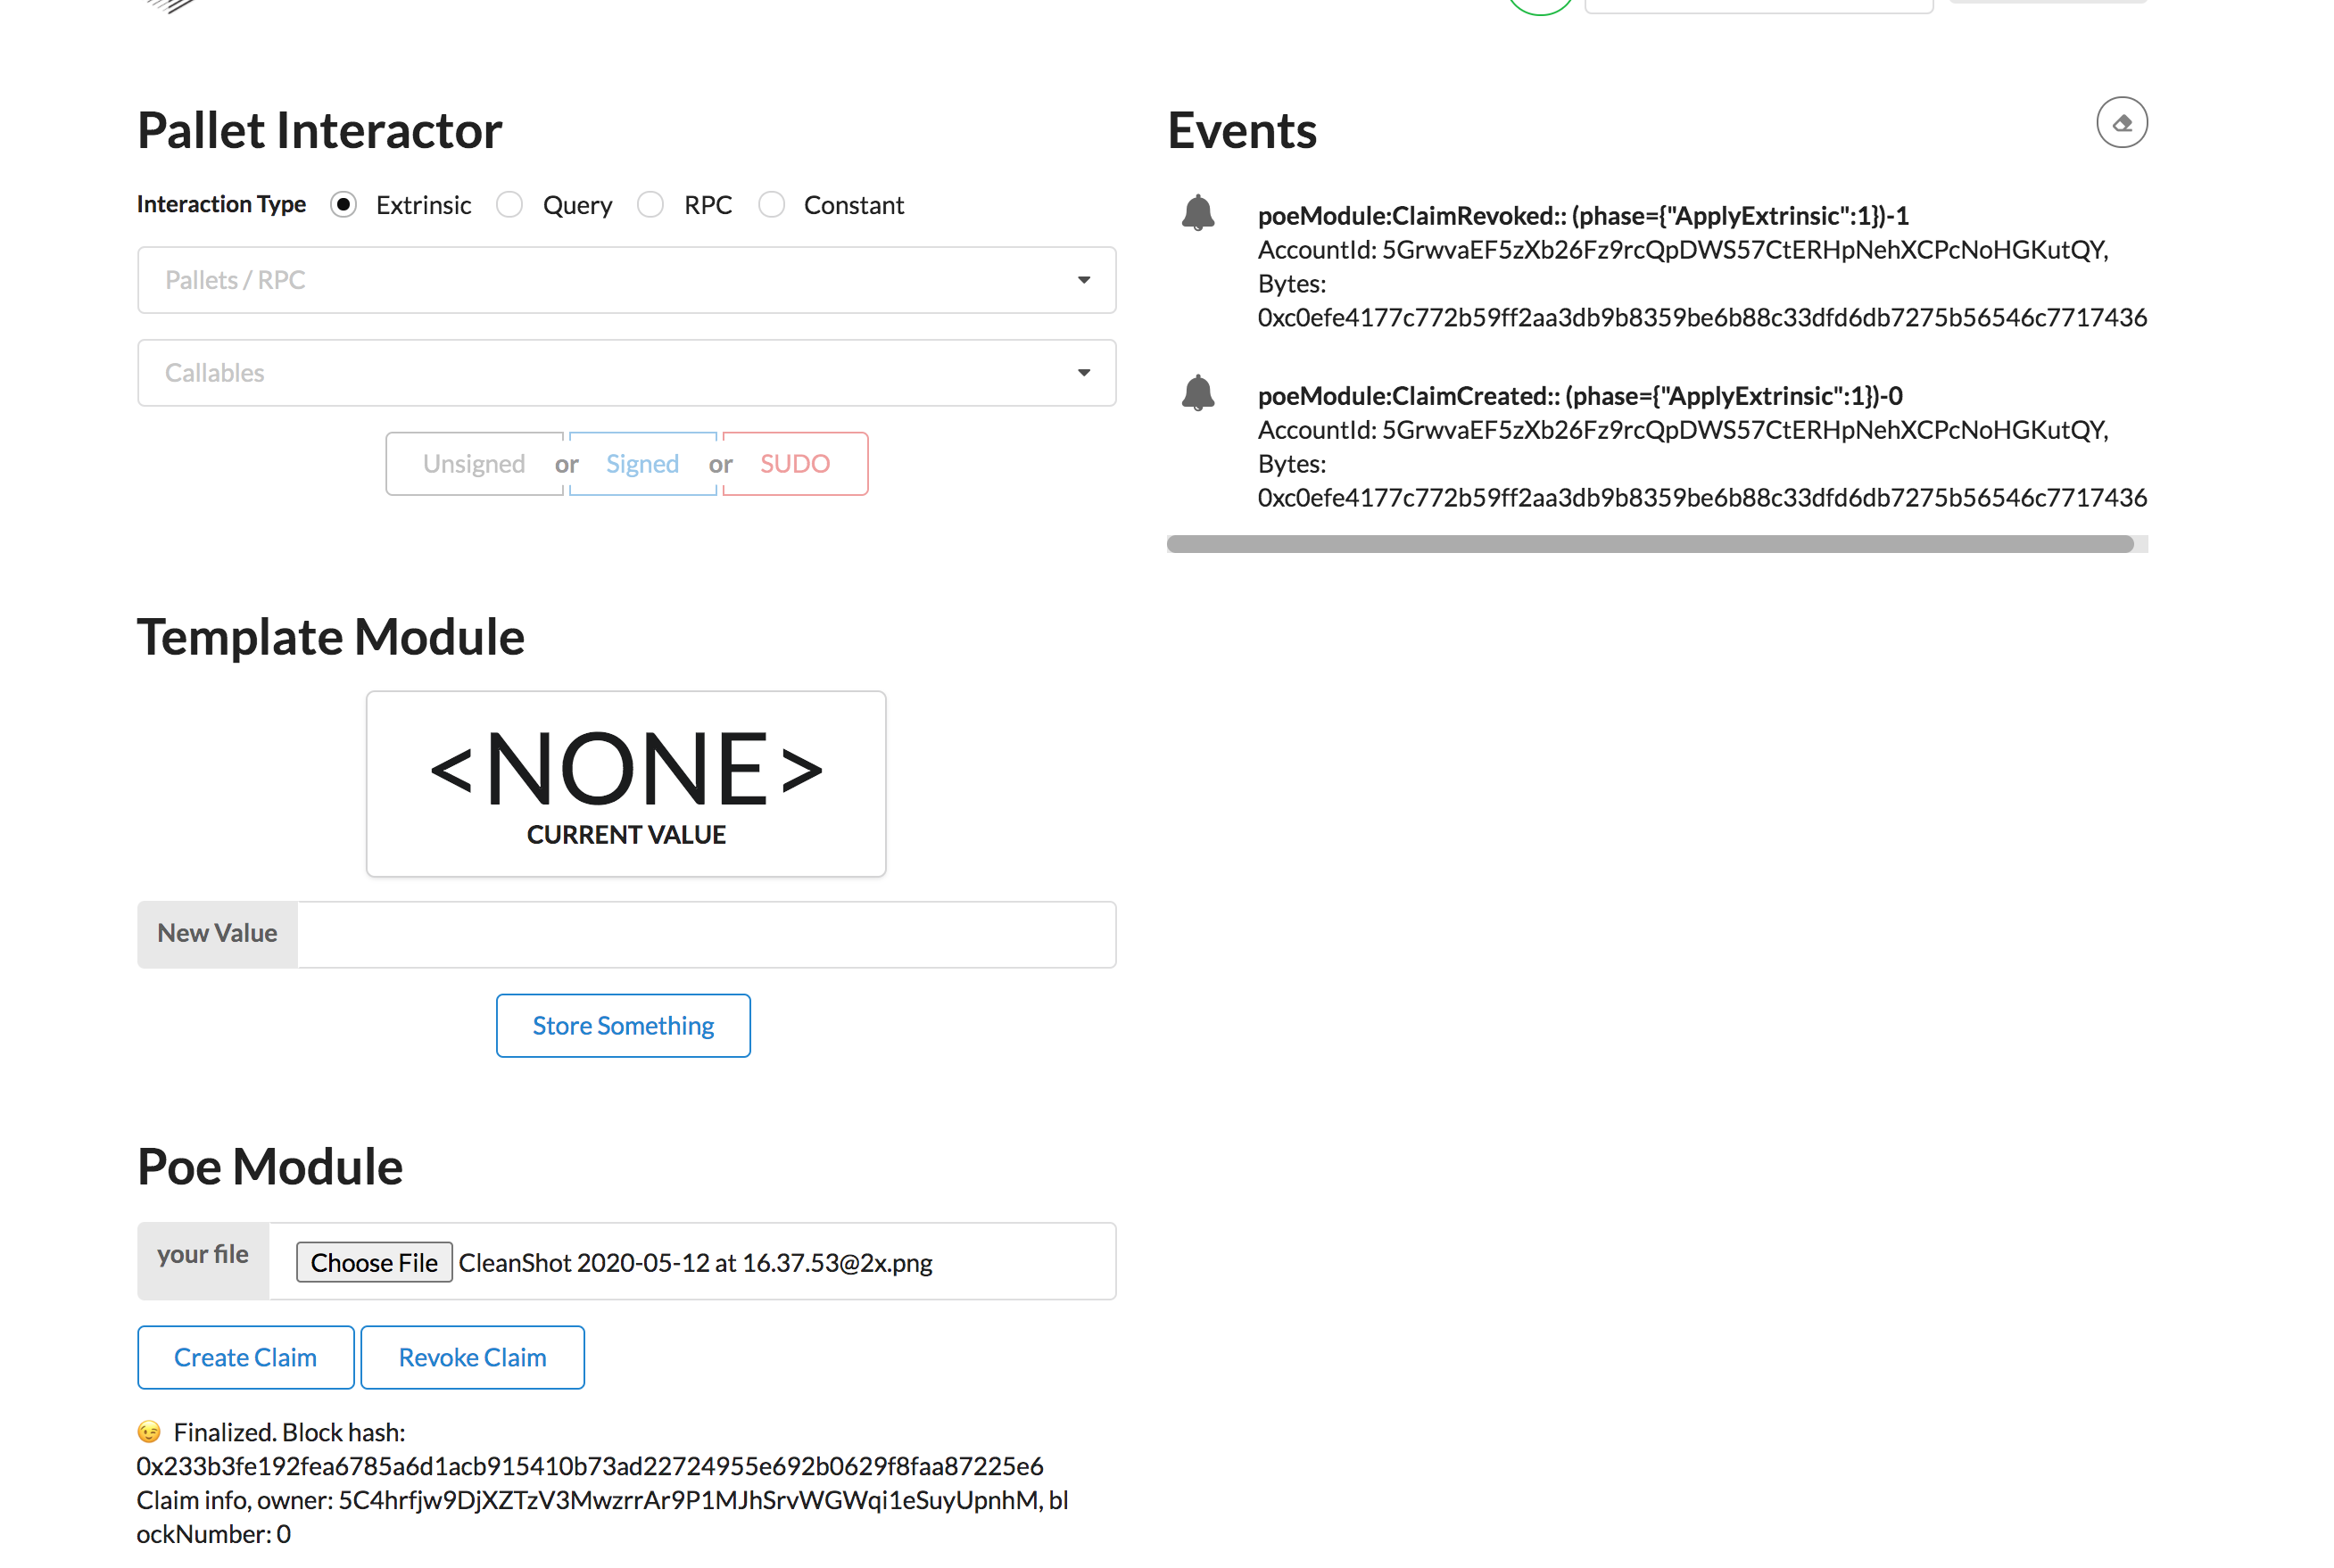 Pallet Interactor
Interaction Type Extrinsic Query RPC Constant
Pallets / RPC
Callables
Unsigned or Signed or SUDO
Events
poeModule:ClaimRevoked:: (phase={"ApplyExtrinsic":1})-1
AccountId: 5GrwvaEF5zXb26Fz9rcQpDWS57CtERHpNehXCPcNoHGKutQY,
Bytes:
0xc0efe4177c772b59ff2aa3db9b8359be6b88c33dfd6db7275b56546c7717436
poeModule:ClaimCreated:: (phase={"ApplyExtrinsic":1})-0
AccountId: 5GrwvaEF5zXb26Fz9rcQpDWS57CtERHpNehXCPcNoHGKutQY,
Bytes:
0xc0efe4177c772b59ff2aa3db9b8359be6b88c33dfd6db7275b56546c7717436
Template Module
<NONE>
CURRENT VALUE
New Value
Store Something
Poe Module
your file Choose File CleanShot 2020-05-12 at 16.37.53@2x.png
Create Claim Revoke Claim
😉 Finalized. Block hash:
0x233b3fe192fea6785a6d1acb915410b73ad22724955e692b0629f8faa87225e6
Claim info, owner: 5C4hrfjw9DjXZTzV3MwzrrAr9P1MJhSrvWGWqi1eSuyUpnhM, bl
ockNumber: 0